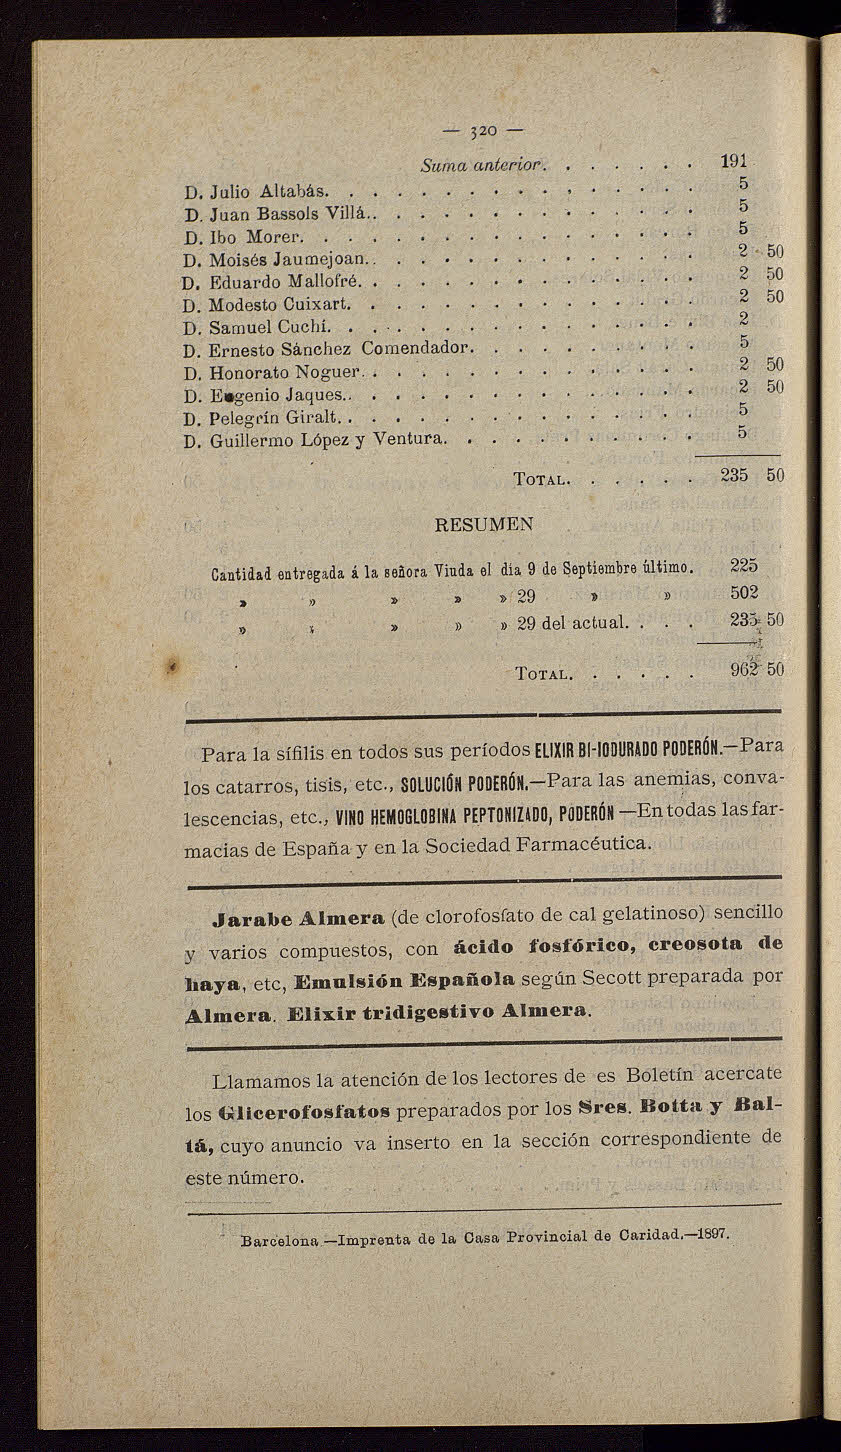 — 320 —
Suma anterior. . . . . . . 191
D. Julio Altabás. . . . . . . . . . . . . . . . 5
D. Juan Bassols Villá.. . . . . . . . . . . . . . 5
D. Ibo Morer. . . . . . . . . . . . . . . . . 5
D. Moisés Jaumejoan.. . . . . . . . . . . . . . 2 50
D. Eduardo Mallofré. . . . . . . . . . . . . . . 2 50
D. Modesto Cuixart. . . . . . . . . . . . . . . 2 50
D. Samuel Cuchí. . . . . . . . . . . . . . . . 2
D. Ernesto Sánchez Comendador. . . . . . . . . . 5
D. Honorato Noguer. . . . . . . . . . . . . . . 2 50
D. Eugenio Jaques.. . . . . . . . . . . . . . . 2 50
D. Pelegrín Giralt. . . . . . . . . . . . . . . . 5
D. Guillermo López y Ventura. . . . . . . . . . . 5
TOTAL. . . . . . 235 50
RESUMEN
Cantidad entregada á la señora Viuda el día 9 de Septiembre último. 225
» » » » » 29 » » 502
» » » » » 29 del actual. . . . 235 50
TOTAL. . . . . . 962 50
Para la sífilis en todos sus períodos ELIXIR BI-IODURADO PODERÓN.—Para
los catarros, tisis, etc., SOLUCIÓN PODERÓN.—Para las anemias, conva-
lescencias, etc., VINO HEMOGLOBINA PEPTONIZADO, PODERÓN —En todas las far-
macias de España y en la Sociedad Farmacéutica.
Jarabe Almera (de clorofosfato de cal gelatinoso) sencillo
y varios compuestos, con ácido fosfórico, creosota de
haya, etc, Emulsión Española según Secott preparada por
Almera. Elixir tridigestivo Almera.
Llamamos la atención de los lectores de es Boletín acercate
los Glicerofosfatos preparados por los Sres. Botta y Bal-
tá, cuyo anuncio va inserto en la sección correspondiente de
este número.
Barcelona —Imprenta de la Casa Provincial de Caridad.—1897.